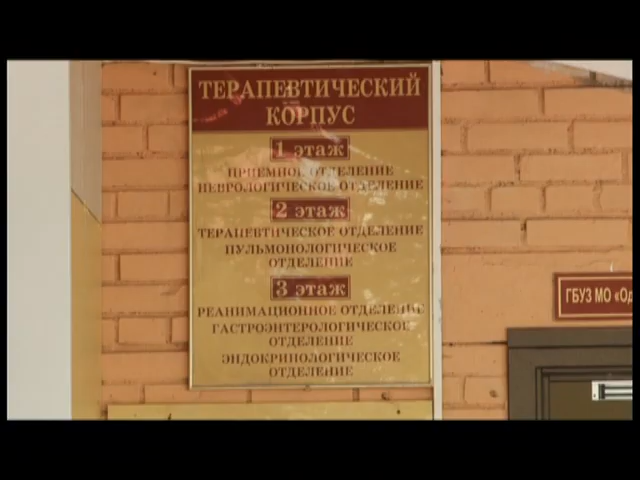 ТЕРАПЕВТИЧЕСКИЙ
КОРПУС
1 этаж
ПРИЕМНОЕ ОТДЕЛЕНИЕ
НЕВРОЛОГИЧЕСКОЕ ОТДЕЛЕНИЕ
2 этаж
ТЕРАПЕВТИЧЕСКОЕ ОТДЕЛЕНИЕ
ПУЛЬМОНОЛОГИЧЕСКОЕ
ОТДЕЛЕНИЕ
3 этаж
РЕАНИМАЦИОННОЕ ОТДЕЛЕНИЕ
ГАСТРОЭНТЕРОЛОГИЧЕСКОЕ
ОТДЕЛЕНИЕ
ЭНДОКРИНОЛОГИЧЕСКОЕ
ОТДЕЛЕНИЕ
ГБУЗ МО «Од